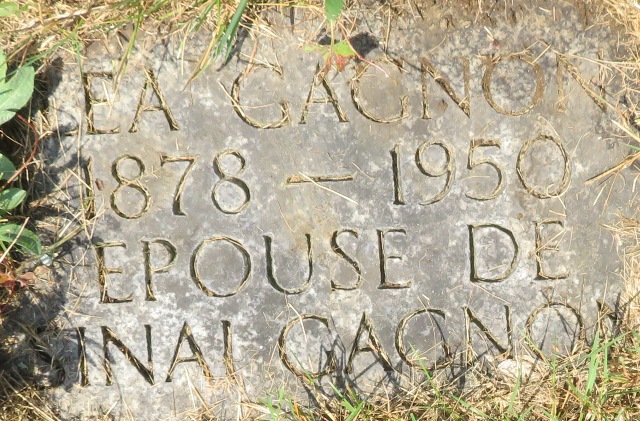 EA GAGNON
1878 - 1950
EPOUSE DE
INAI GAGNON